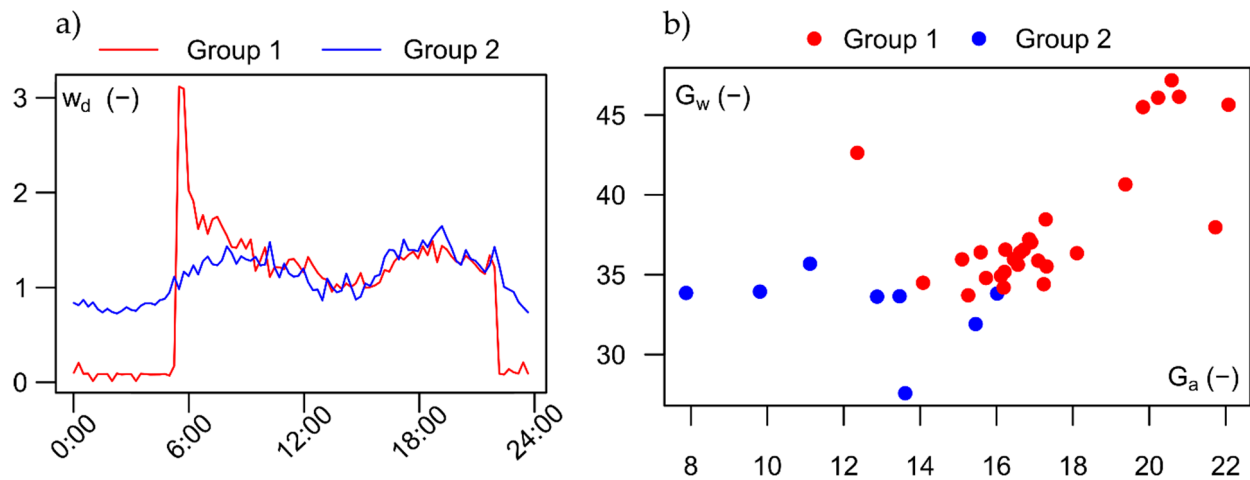 a)
Group 1 Group 2
w_d (−)
3
2
1
0
0:00 6:00 12:00 18:00 24:00
b)
Group 1 Group 2
G_w (−)
45
40
35
30
G_a (−)
8 10 12 14 16 18 20 22